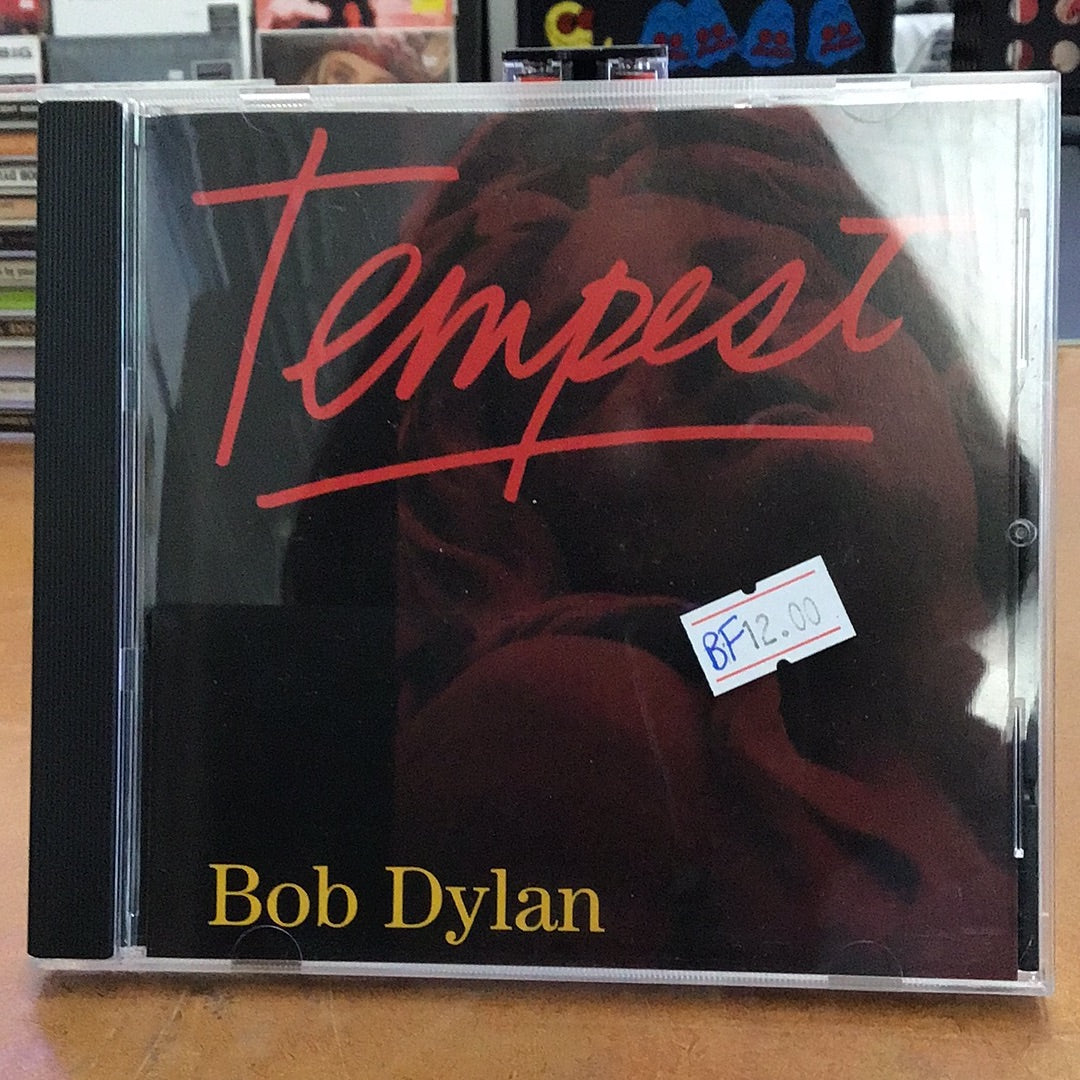 Tempest
BF12.00
Bob Dylan